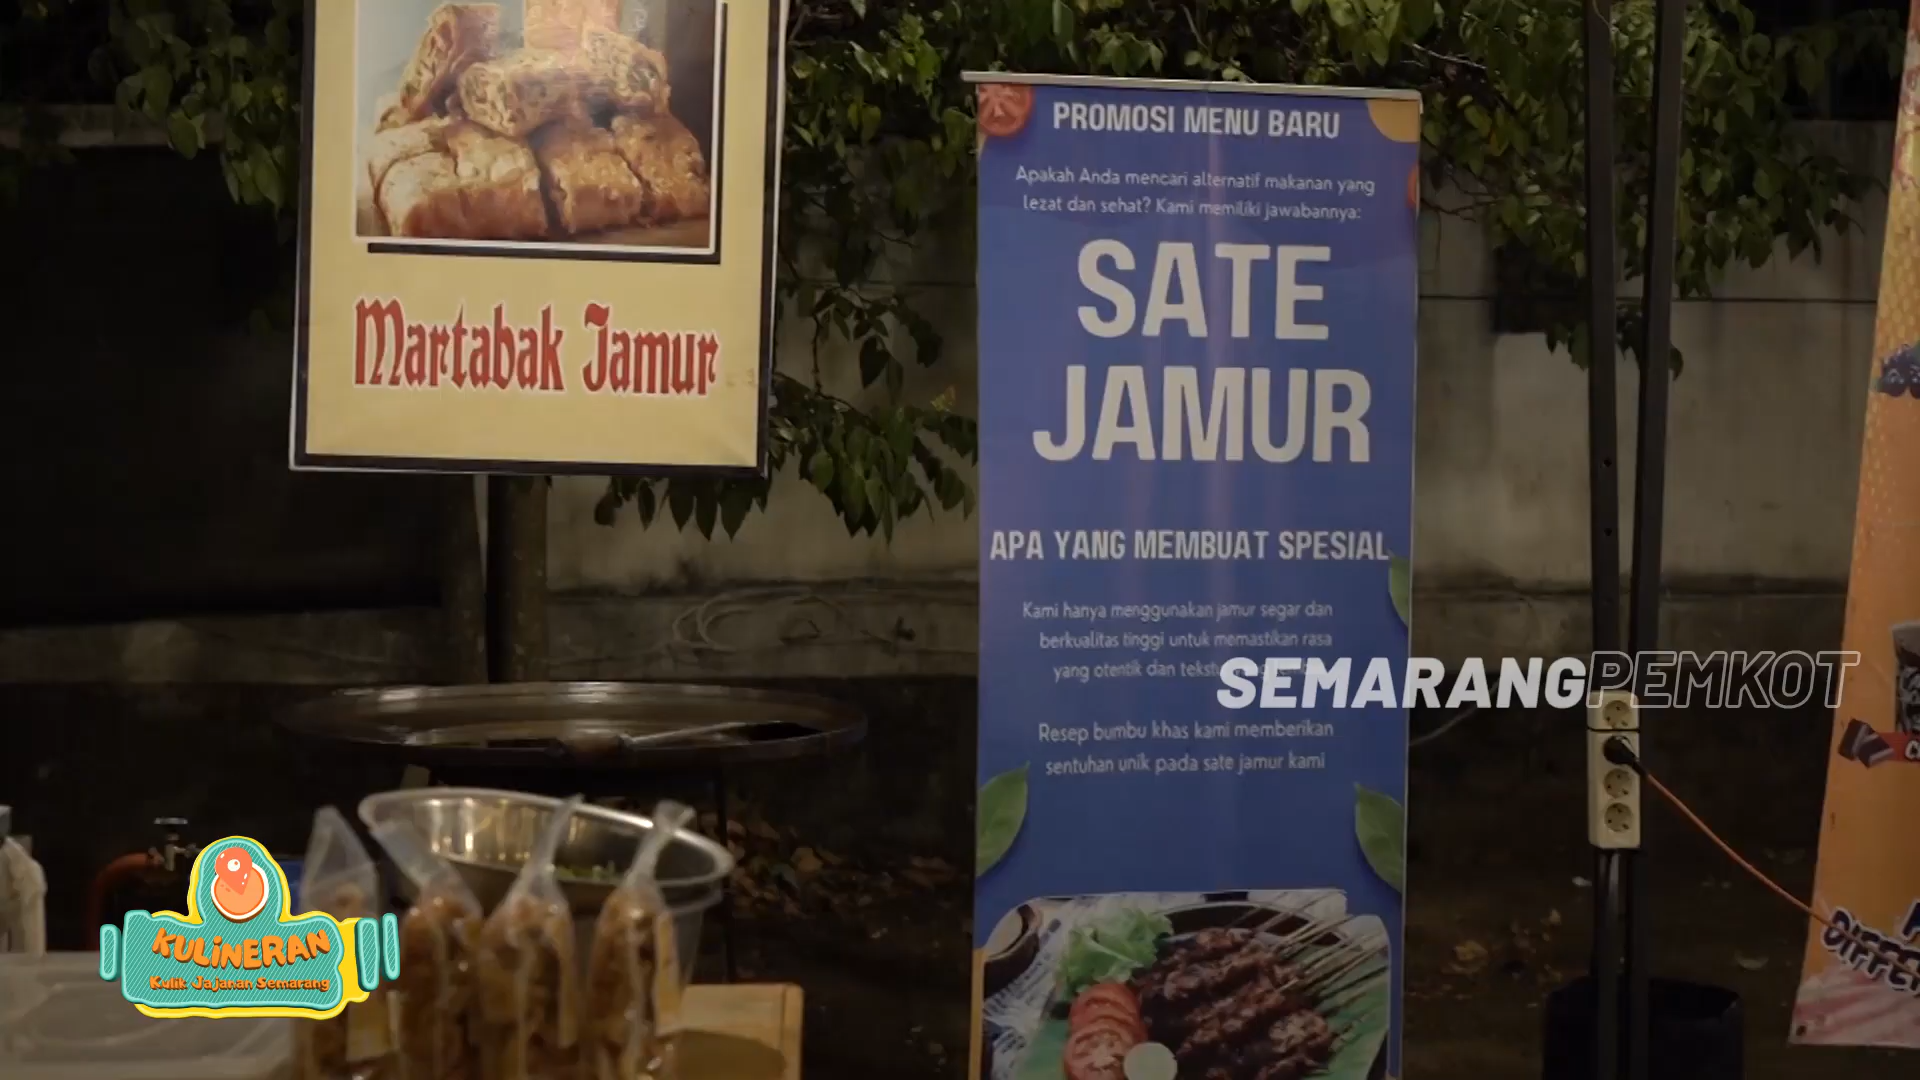 Martabak Jamur
PROMOSI MENU BARU
Apakah Anda mencari alternatif makanan yang
lezat dan sehat? Kami memiliki jawabannya:
SATE
JAMUR
APA YANG MEMBUAT SPESIAL
Kami hanya menggunakan jamur segar dan
berkualitas tinggi untuk memastikan rasa
yang otentik dan
Resep bumbu khas kami memberikan
sentuhan unik pada sate jamur kami
SEMARANGPEMKOT
KULINERAN
Kulik Jajanan Semarang